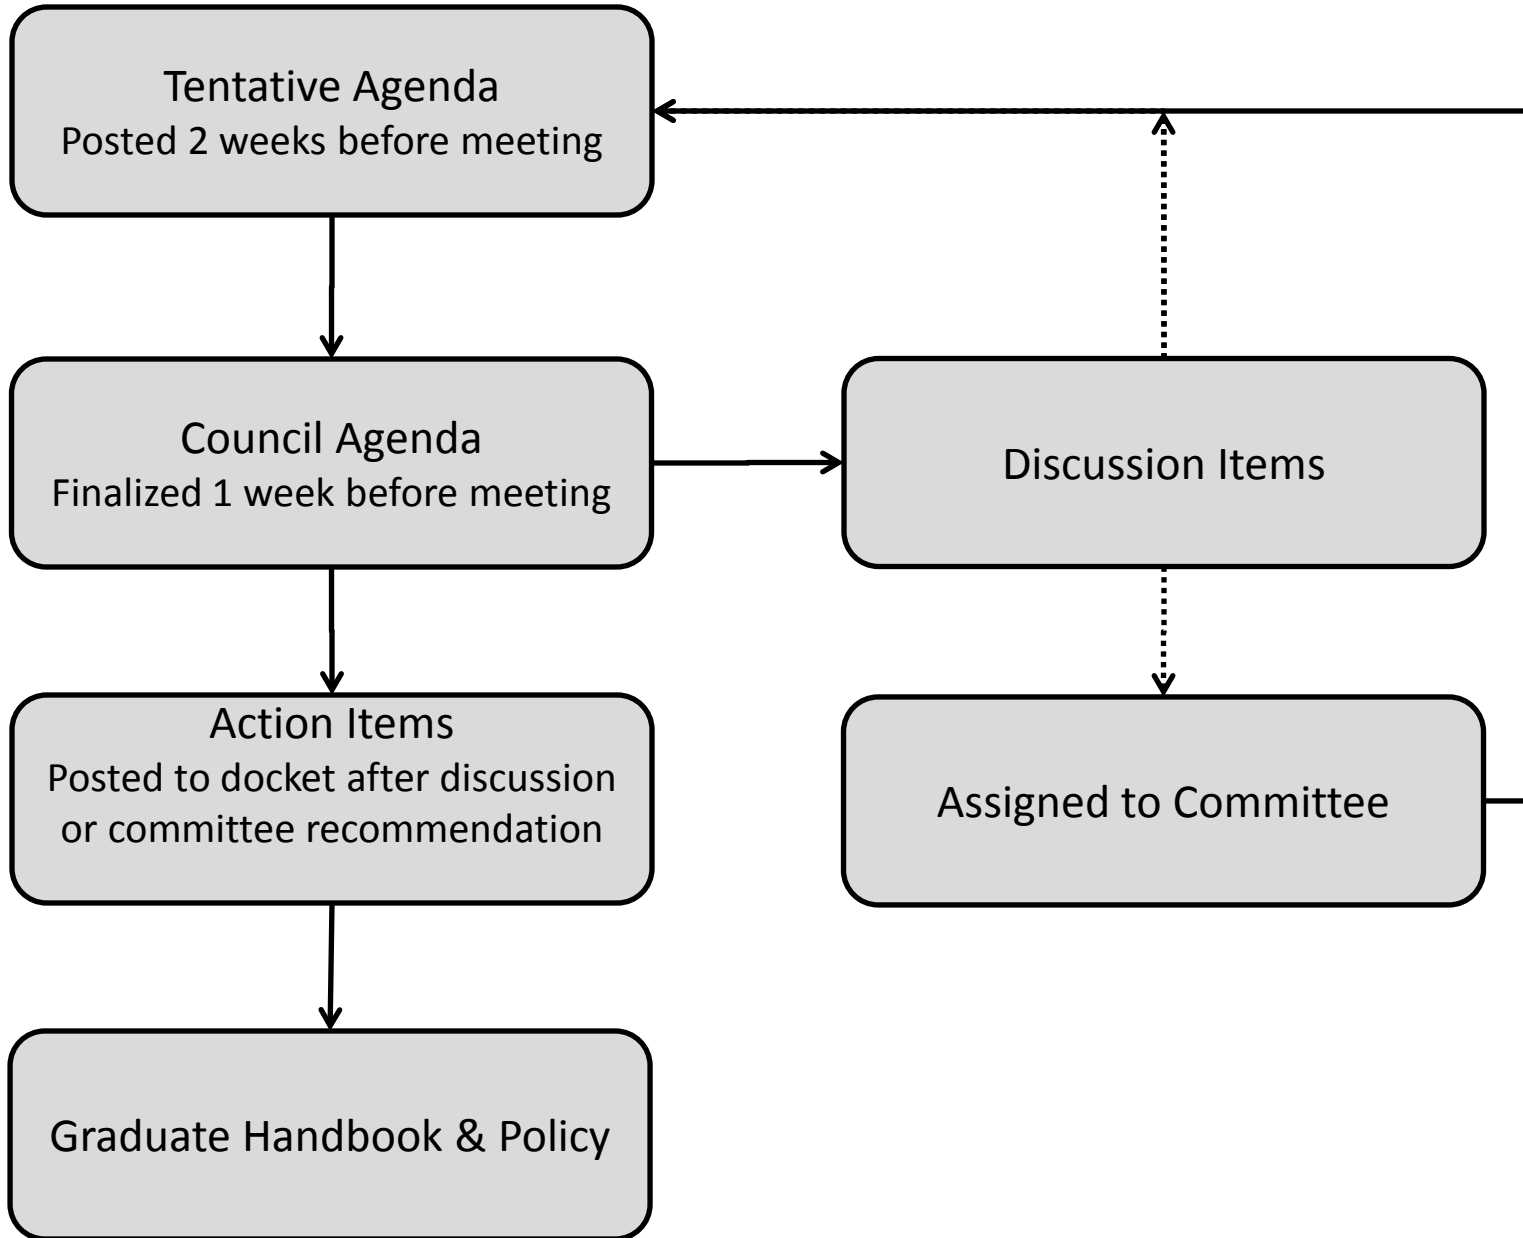 Tentative Agenda
Posted 2 weeks before meeting
Council Agenda
Finalized 1 week before meeting
Discussion Items
Action Items
Posted to docket after discussion
or committee recommendation
Assigned to Committee
Graduate Handbook & Policy